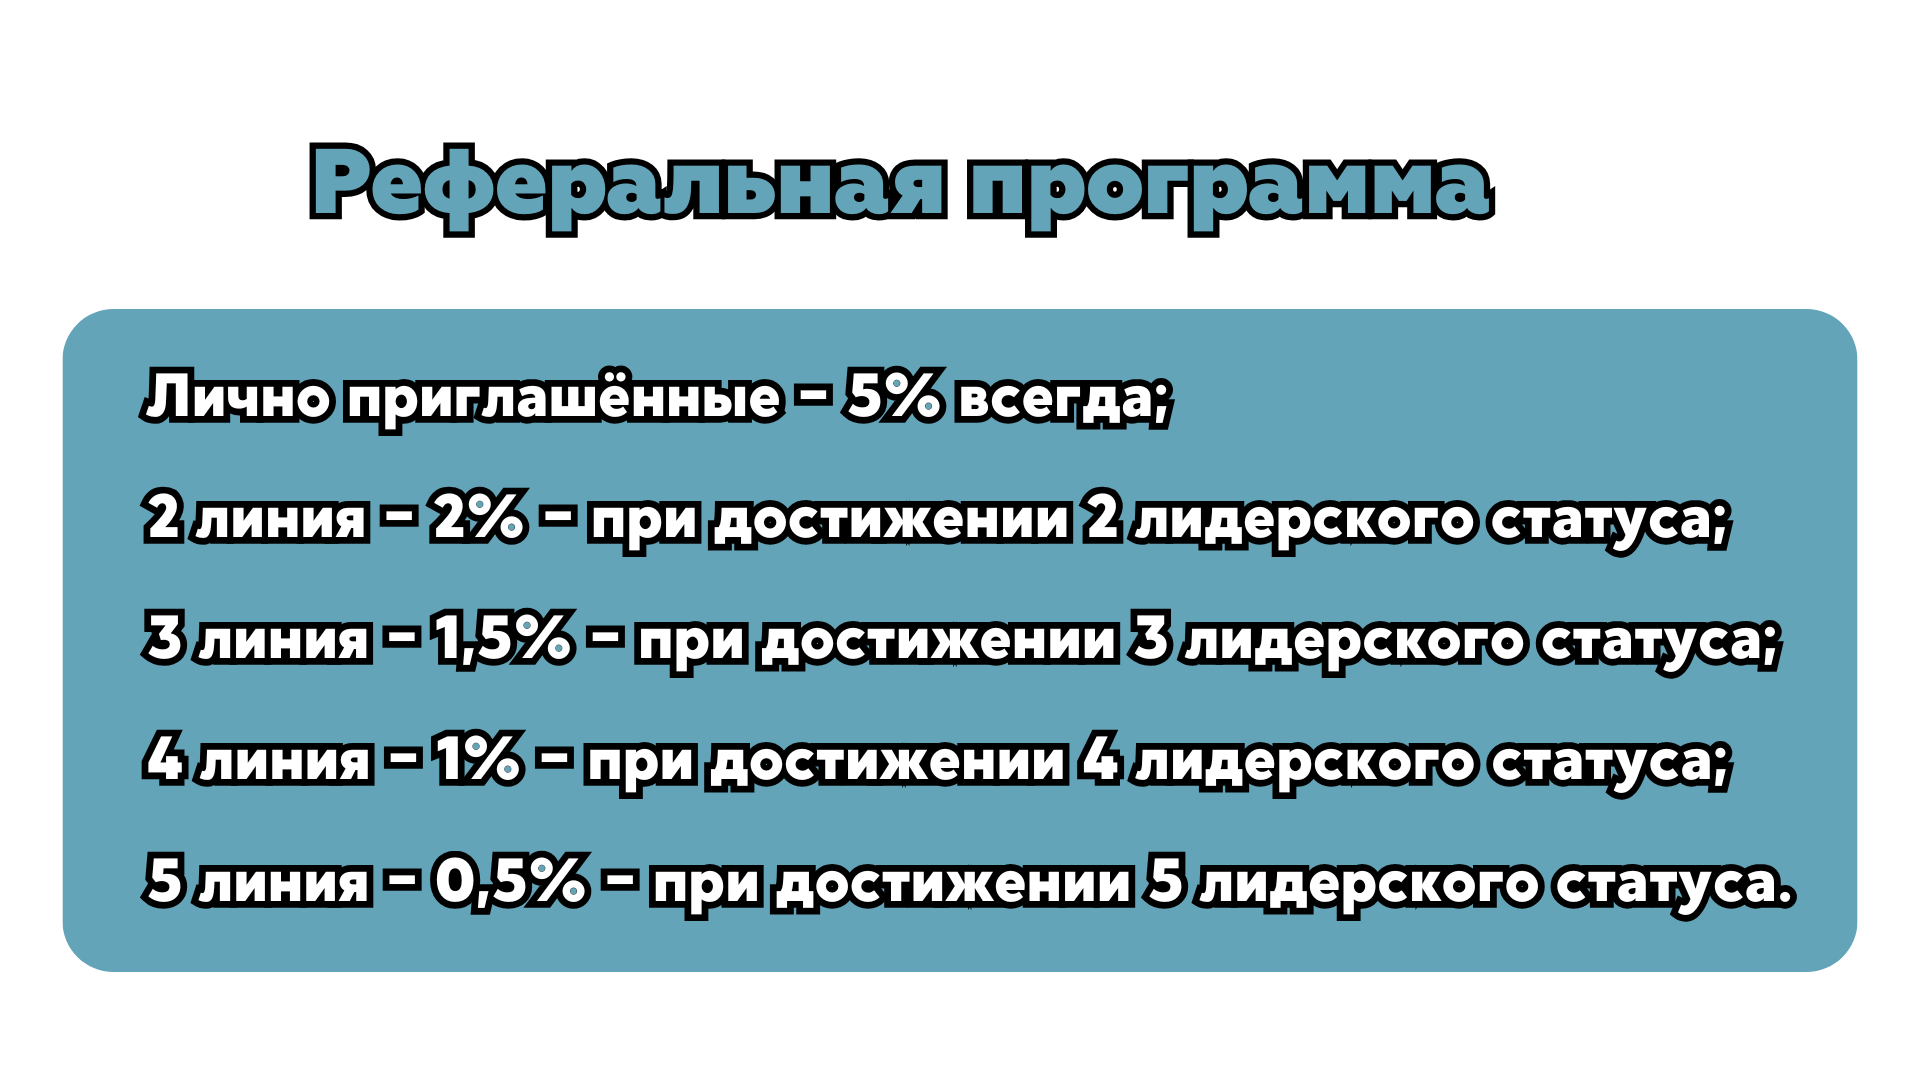 Реферальная программа
Лично приглашённые – 5% всегда;
2 линия – 2% – при достижении 2 лидерского статуса;
3 линия – 1,5% – при достижении 3 лидерского статуса;
4 линия – 1% – при достижении 4 лидерского статуса;
5 линия – 0,5% – при достижении 5 лидерского статуса.